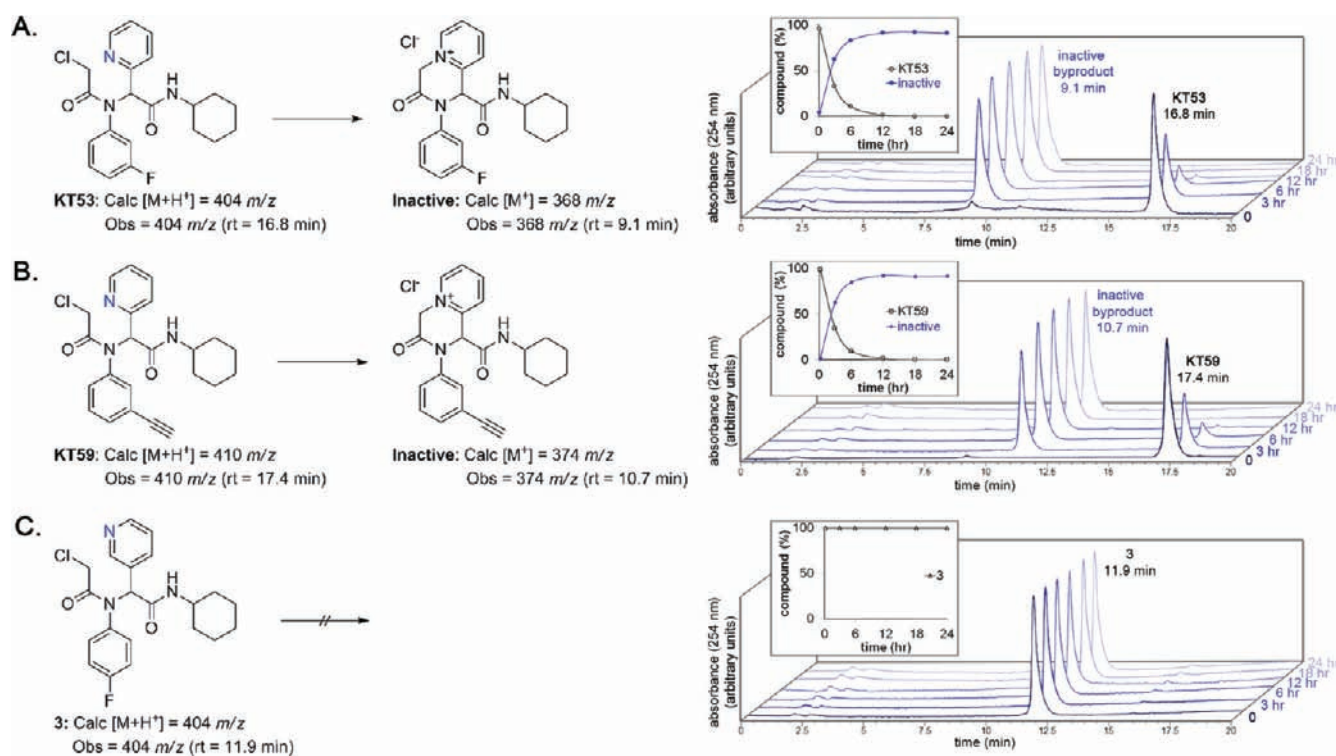 A.
Cl
N
O
N
O
H
N
F
KT53: Calc [M+H⁺] = 404 m/z
Obs = 404 m/z (rt = 16.8 min)
Cl⁻
N⁺
O
N
O
H
N
F
Inactive: Calc [M⁺] = 368 m/z
Obs = 368 m/z (rt = 9.1 min)
absorbance (254 nm)
(arbitrary units)
compound (%)
100
50
0
KT53
inactive
0 6 12 18 24
time (hr)
inactive
byproduct
9.1 min
KT53
16.8 min
24 hr
18 hr
12 hr
6 hr
3 hr
0
0 2.5 5.0 7.5 10 12.5 15 17.5 20
time (min)
B.
Cl
N
O
N
O
H
N
KT59: Calc [M+H⁺] = 410 m/z
Obs = 410 m/z (rt = 17.4 min)
Cl⁻
N⁺
O
N
O
H
N
Inactive: Calc [M⁺] = 374 m/z
Obs = 374 m/z (rt = 10.7 min)
absorbance (254 nm)
(arbitrary units)
compound (%)
100
50
0
KT59
inactive
0 6 12 18 24
time (hr)
inactive
byproduct
10.7 min
KT59
17.4 min
24 hr
18 hr
12 hr
6 hr
3 hr
0
0 2.5 5.0 7.5 10 12.5 15 17.5 20
time (min)
C.
Cl
N
O
N
O
H
N
F
3: Calc [M+H⁺] = 404 m/z
Obs = 404 m/z (rt = 11.9 min)
absorbance (254 nm)
(arbitrary units)
compound (%)
100
50
0
3
0 6 12 18 24
time (hr)
3
11.9 min
24 hr
18 hr
12 hr
6 hr
3 hr
0
0 2.5 5.0 7.5 10 12.5 15 17.5 20
time (min)